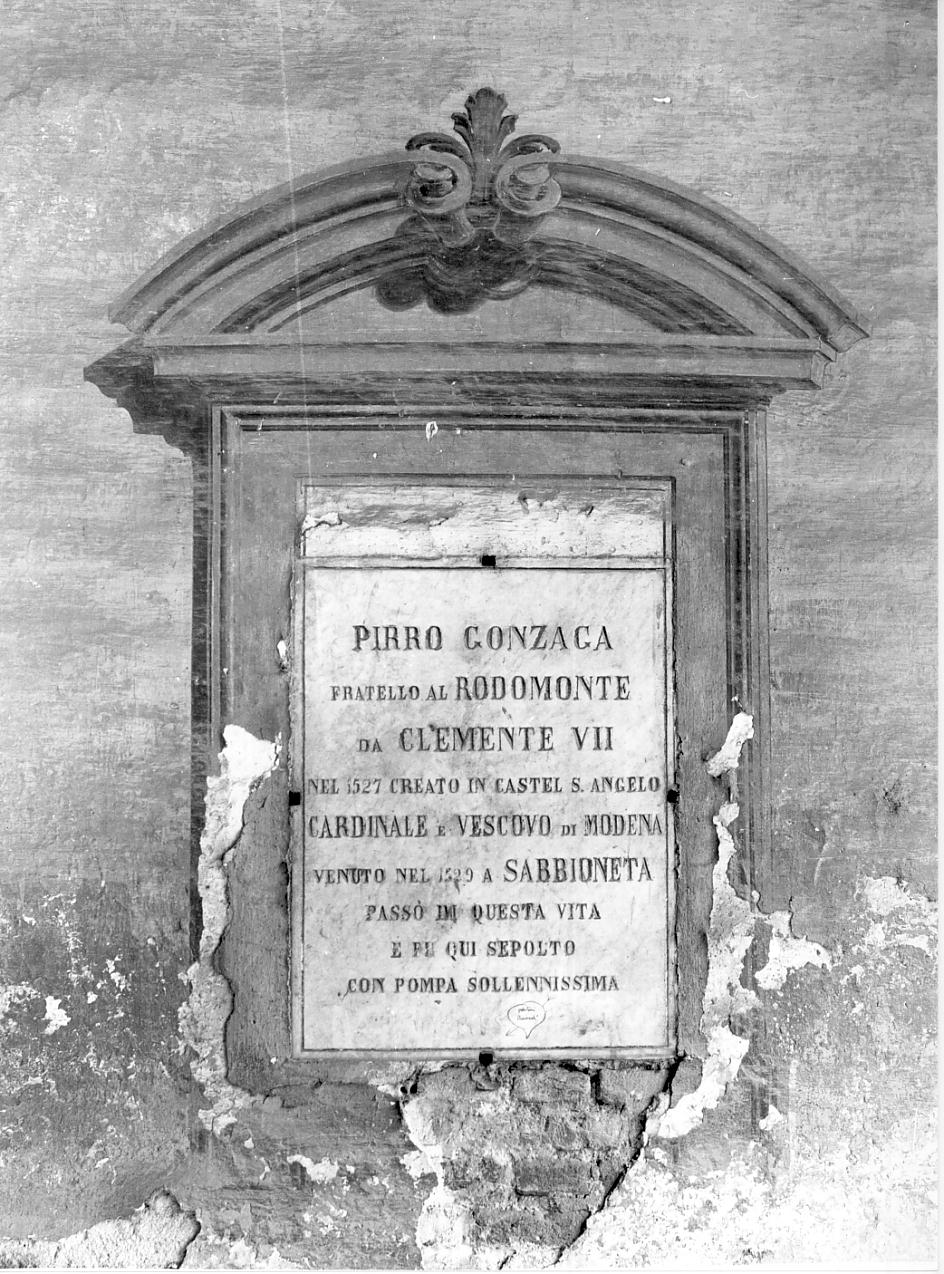 PIRRO GONZAGA
FRATELLO AL RODOMONTE
DA CLEMENTE VII
NEL 1527 CREATO IN CASTEL S. ANGELO
CARDINALE E VESCOVO DI MODENA
VENUTO NEL 1529 A SABBIONETA
PASSÒ IN QUESTA VITA
E FU QUI SEPOLTO
CON POMPA SOLLENNISSIMA